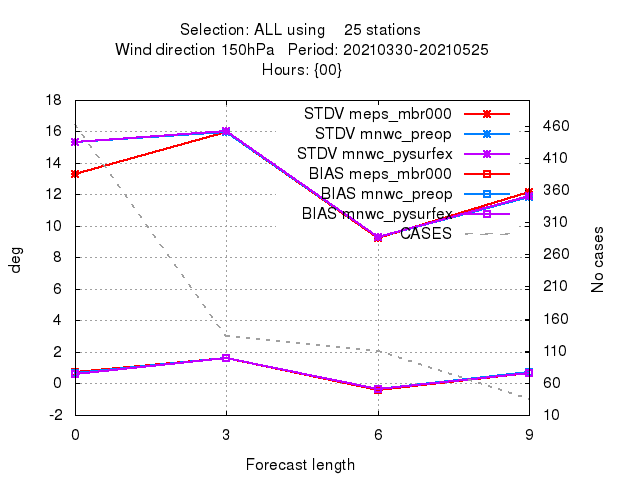 Selection: ALL using 25 stations
Wind direction 150hPa Period: 20210330-20210525
Hours: {00}
18
16
14
12
10
8
6
4
2
0
-2
deg
STDV meps_mbr000
STDV mnwc_preop
STDV mnwc_pysurfex
BIAS meps_mbr000
BIAS mnwc_preop
BIAS mnwc_pysurfex
CASES
460
410
360
310
260
210
160
110
60
10
No cases
0 3 6 9
Forecast length